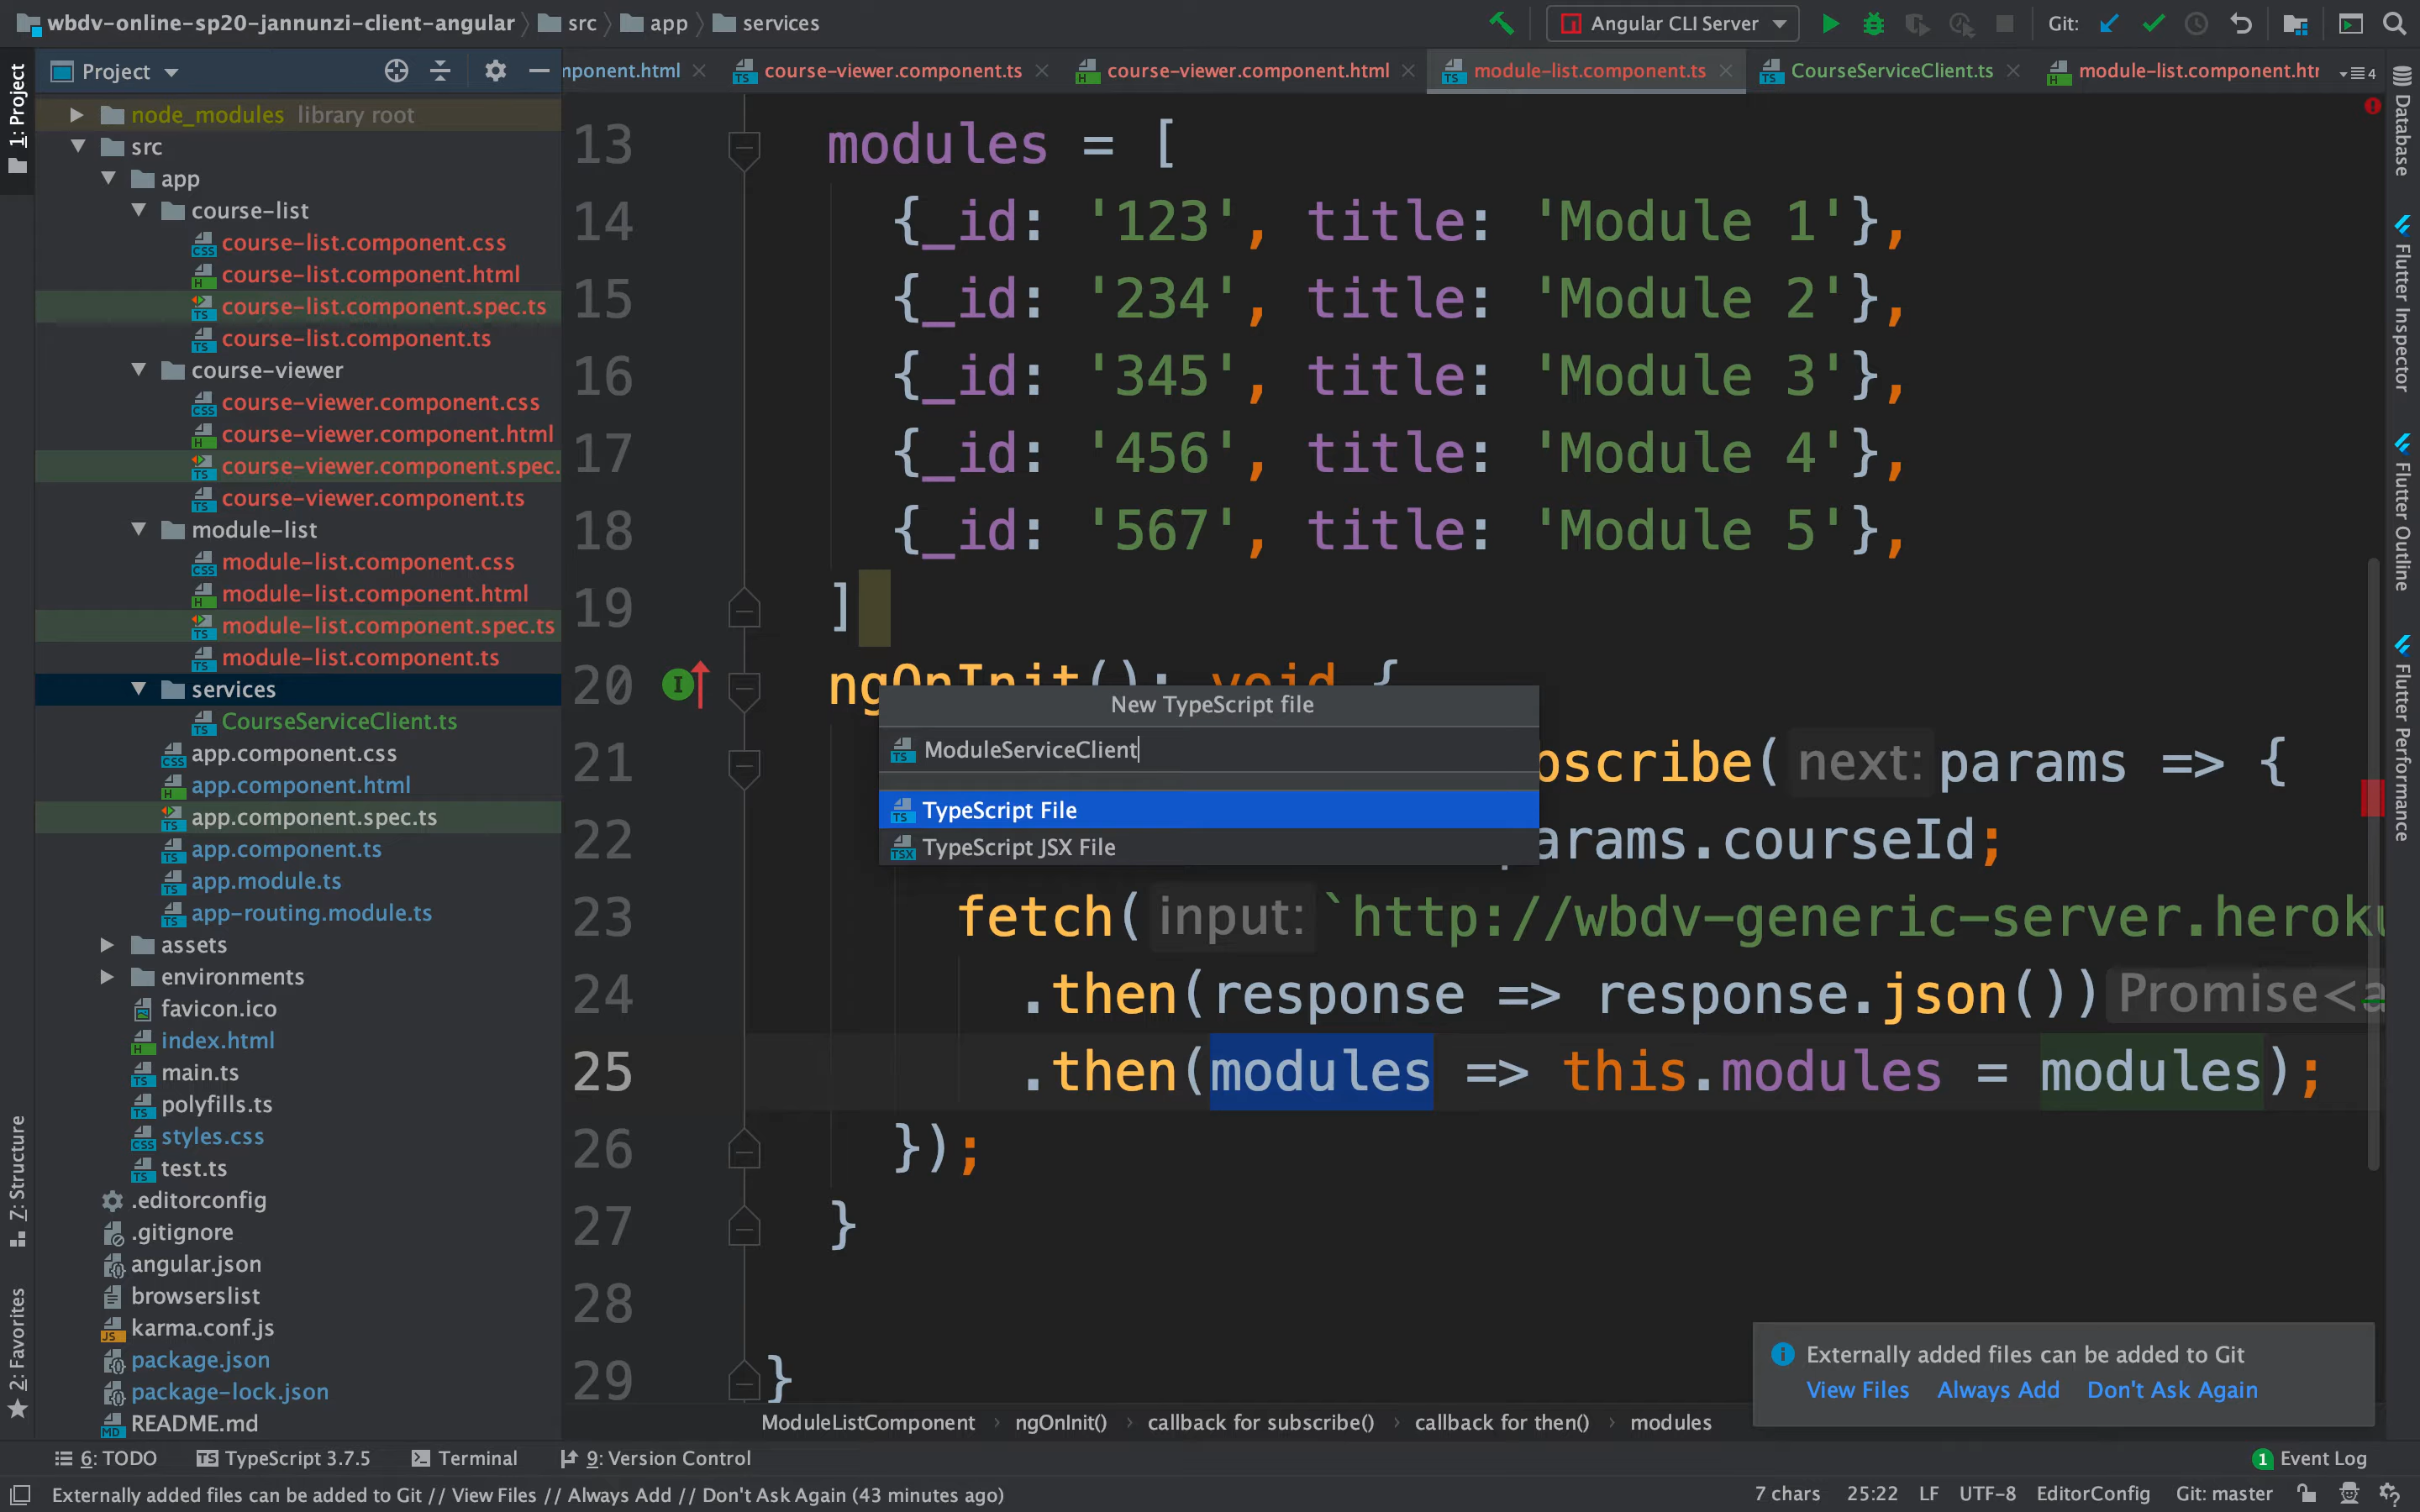 wbdv-online-sp20-jannunzi-client-angular src app services
Angular CLI Server Git:
Project
mponent.html course-viewer.component.ts course-viewer.component.html module-list.component.ts CourseServiceClient.ts module-list.component.htm 4
1: Project
node_modules library root
src
app
course-list
course-list.component.css
course-list.component.html
course-list.component.spec.ts
course-list.component.ts
course-viewer
course-viewer.component.css
course-viewer.component.html
course-viewer.component.spec.
course-viewer.component.ts
module-list
module-list.component.css
module-list.component.html
module-list.component.spec.ts
module-list.component.ts
services
CourseServiceClient.ts
app.component.css
app.component.html
app.component.spec.ts
app.component.ts
app.module.ts
app-routing.module.ts
assets
environments
favicon.ico
index.html
main.ts
polyfills.ts
styles.css
test.ts
.editorconfig
.gitignore
angular.json
browserslist
karma.conf.js
package.json
package-lock.json
README.md
7: Structure
2: Favorites
13 modules = [
14 {_id: '123', title: 'Module 1'},
15 {_id: '234', title: 'Module 2'},
16 {_id: '345', title: 'Module 3'},
17 {_id: '456', title: 'Module 4'},
18 {_id: '567', title: 'Module 5'},
19 ]
20 ngOnInit(): void {
21 bscribe( next: params => {
22 arams.courseId;
23 fetch( input: `http://wbdv-generic-server.heroku
24 .then(response => response.json()) Promise<a
25 .then(modules => this.modules = modules);
26 });
27 }
28
29 }
New TypeScript file
ModuleServiceClient
TypeScript File
TypeScript JSX File
Database
Flutter Inspector
Flutter Outline
Flutter Performance
Externally added files can be added to Git
View Files Always Add Don't Ask Again
ModuleListComponent ngOnInit() callback for subscribe() callback for then() modules
6: TODO TypeScript 3.7.5 Terminal 9: Version Control 1 Event Log
Externally added files can be added to Git // View Files // Always Add // Don't Ask Again (43 minutes ago) 7 chars 25:22 LF UTF-8 EditorConfig Git: master